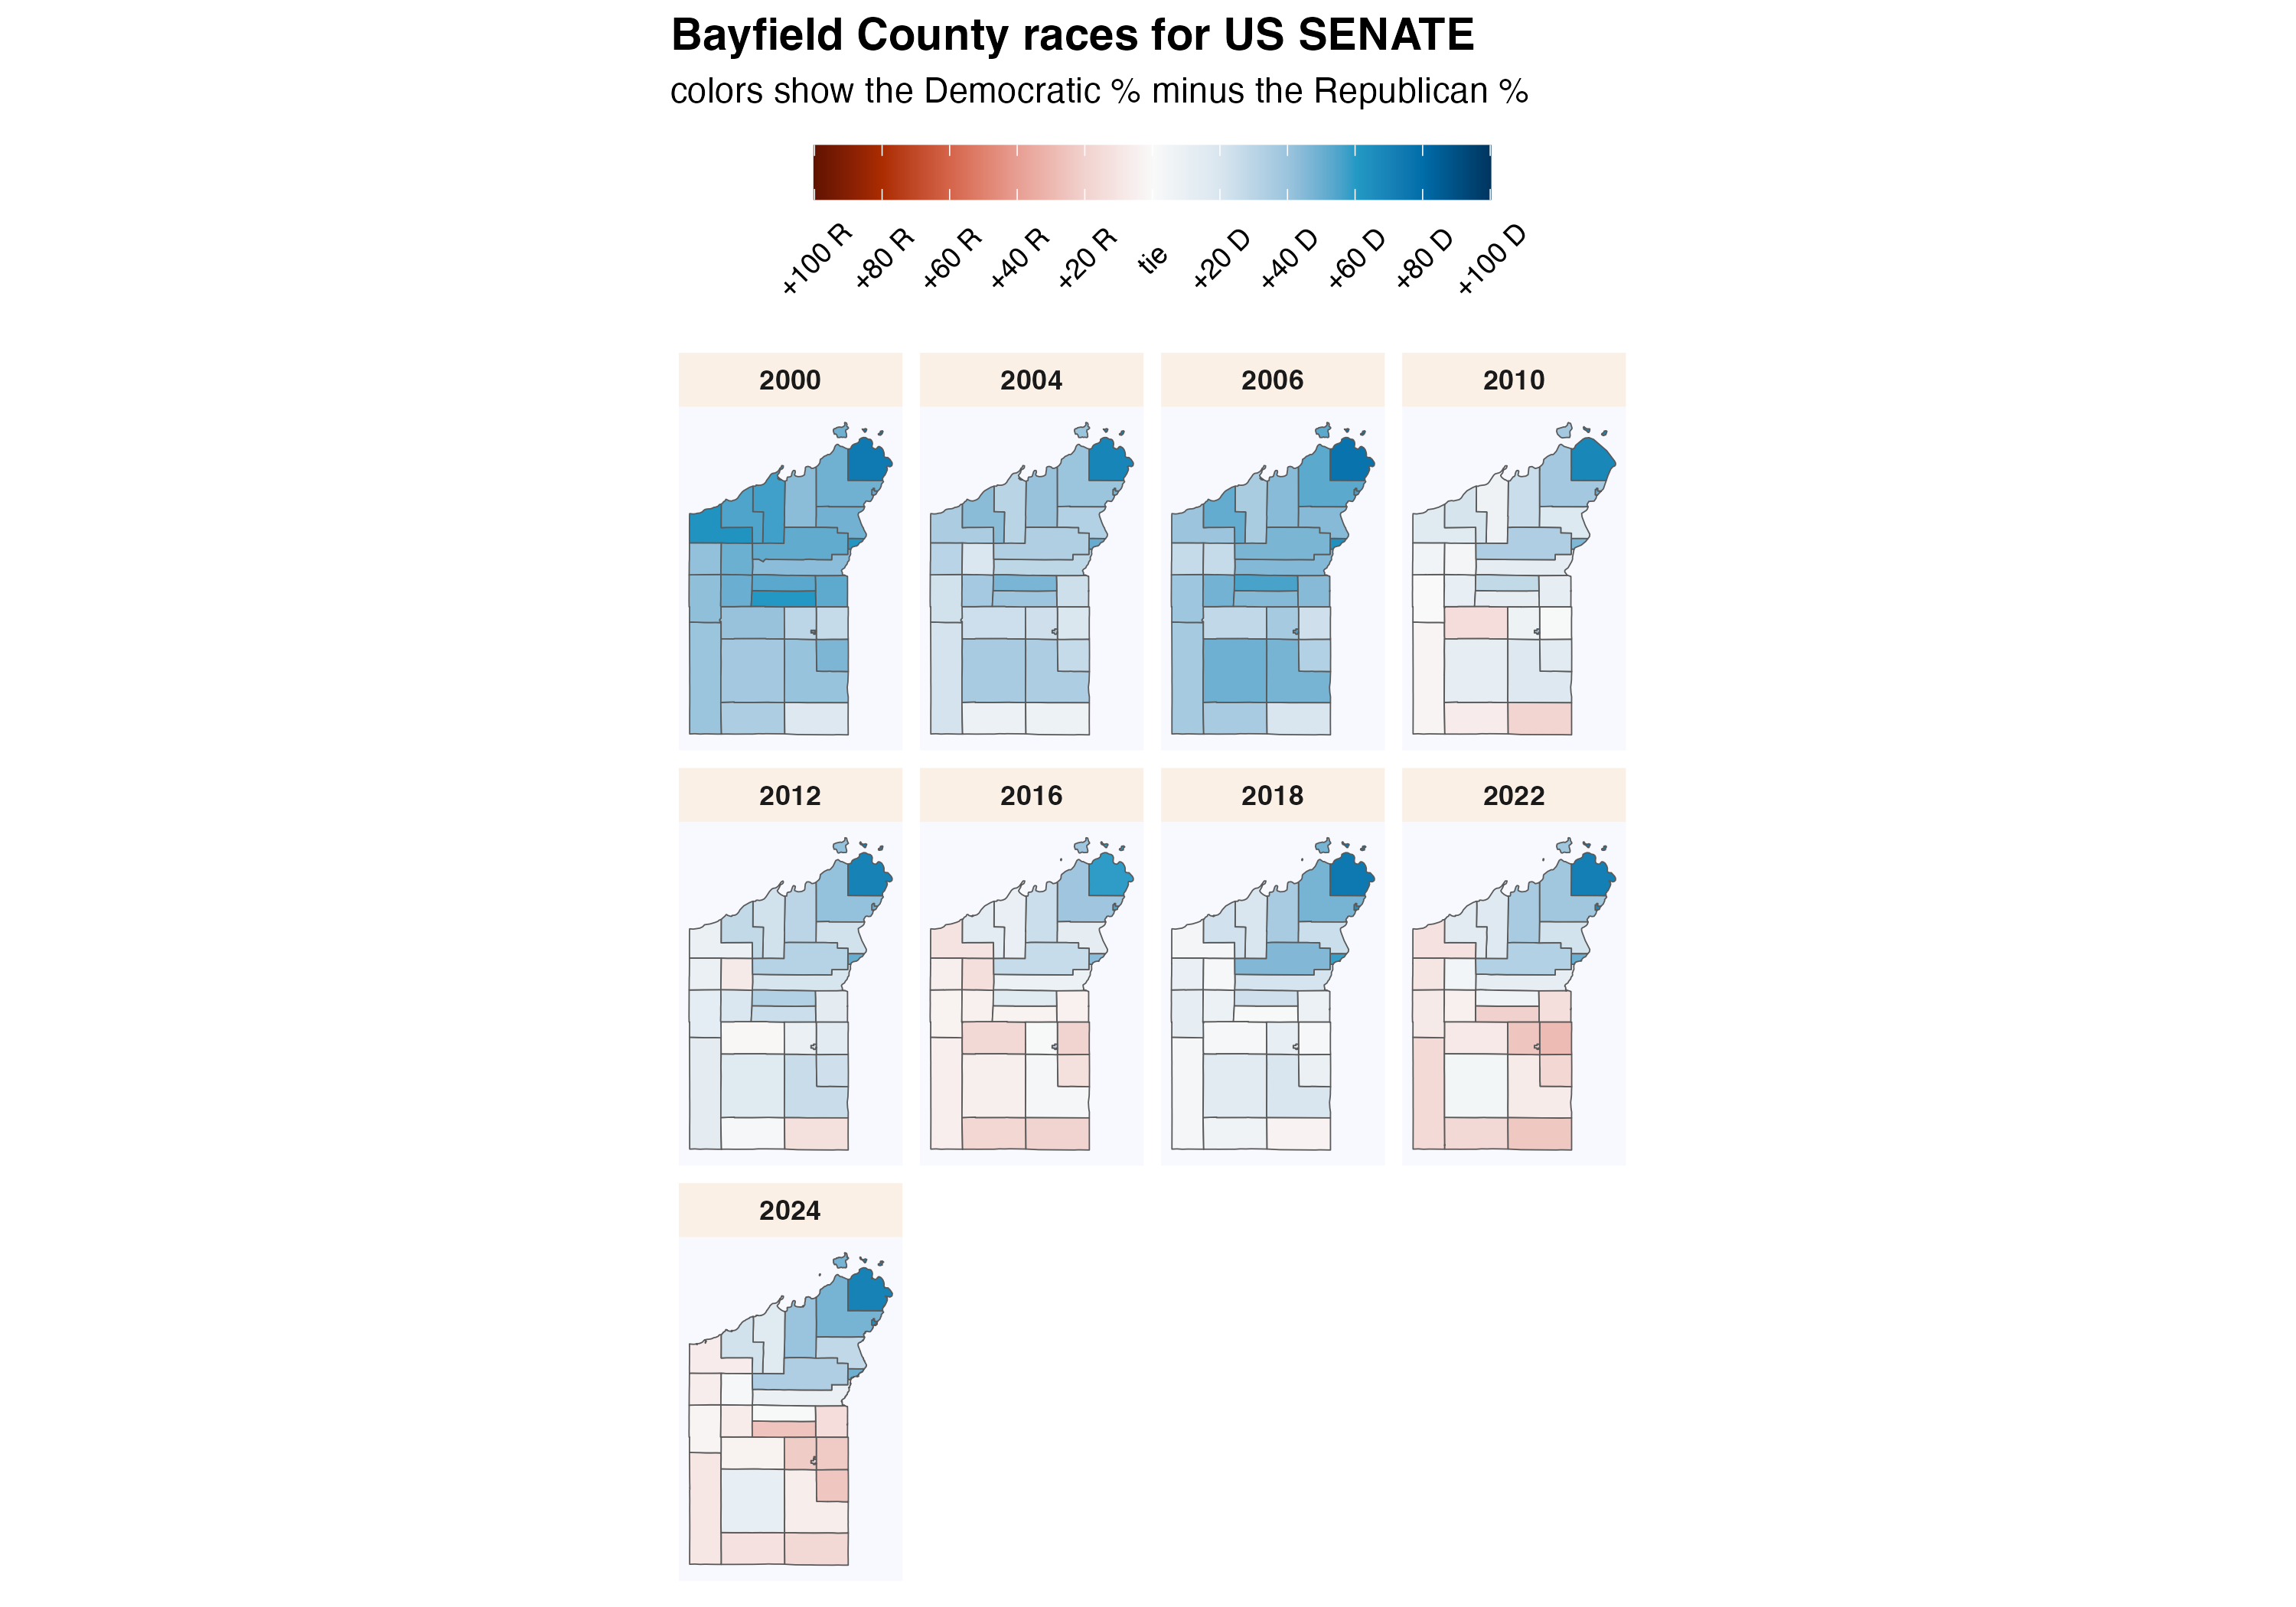 Bayfield County races for US SENATE
colors show the Democratic % minus the Republican %
+100 R +80 R +60 R +40 R +20 R tie +20 D +40 D +60 D +80 D +100 D
2000 2004 2006 2010
2012 2016 2018 2022
2024